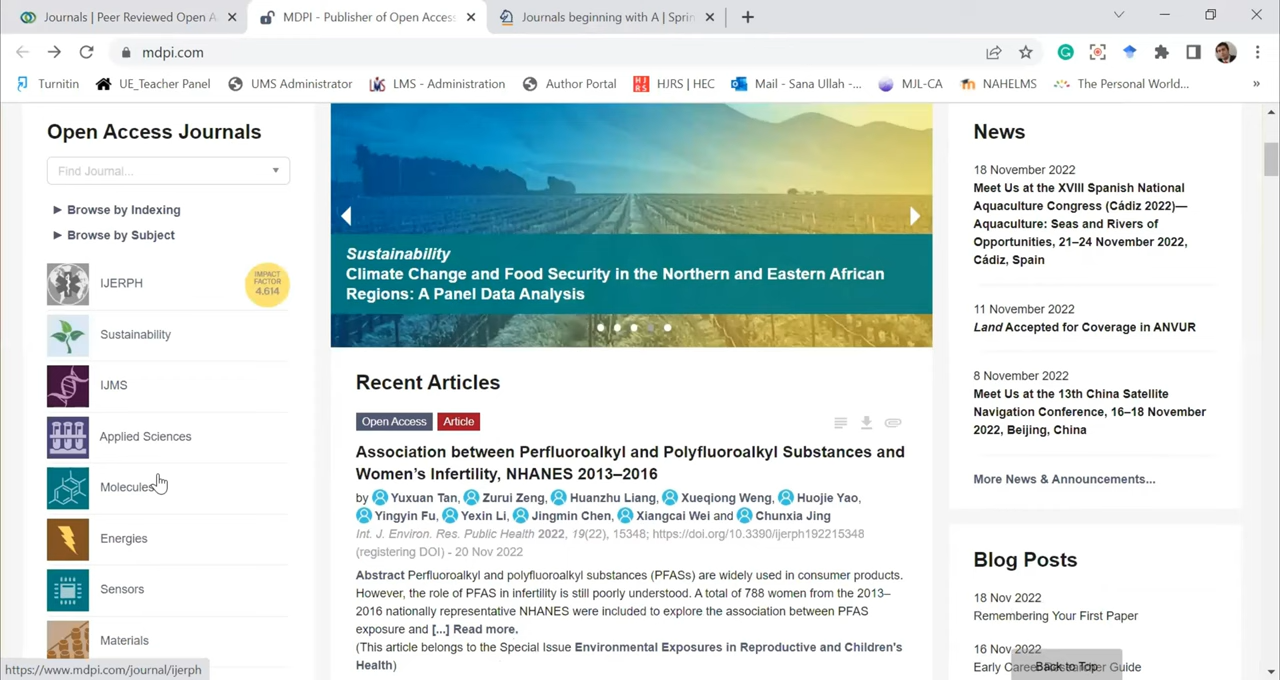 Journals | Peer Reviewed Open A
MDPI - Publisher of Open Access
Journals beginning with A | Sprin
mdpi.com
Turnitin
UE_Teacher Panel
UMS Administrator
LMS - Administration
Author Portal
HJRS | HEC
Mail - Sana Ullah -...
MJL-CA
NAHELMS
The Personal World...
Open Access Journals
Find Journal...
Browse by Indexing
Browse by Subject
IJERPH
IMPACT
FACTOR
4.614
Sustainability
IJMS
Applied Sciences
Molecules
Energies
Sensors
Materials
https://www.mdpi.com/journal/ijerph
Sustainability
Climate Change and Food Security in the Northern and Eastern African
Regions: A Panel Data Analysis
Recent Articles
Open Access Article
Association between Perfluoroalkyl and Polyfluoroalkyl Substances and
Women's Infertility, NHANES 2013–2016
by Yuxuan Tan, Zurui Zeng, Huanzhu Liang, Xueqiong Weng, Huojie Yao,
Yingyin Fu, Yexin Li, Jingmin Chen, Xiangcai Wei and Chunxia Jing
Int. J. Environ. Res. Public Health 2022, 19(22), 15348; https://doi.org/10.3390/ijerph192215348
(registering DOI) - 20 Nov 2022
Abstract Perfluoroalkyl and polyfluoroalkyl substances (PFASs) are widely used in consumer products.
However, the role of PFAS in infertility is still poorly understood. A total of 788 women from the 2013–
2016 nationally representative NHANES were included to explore the association between PFAS
exposure and [...] Read more.
(This article belongs to the Special Issue Environmental Exposures in Reproductive and Children's
Health)
News
18 November 2022
Meet Us at the XVIII Spanish National
Aquaculture Congress (Cádiz 2022)—
Aquaculture: Seas and Rivers of
Opportunities, 21–24 November 2022,
Cádiz, Spain
11 November 2022
Land Accepted for Coverage in ANVUR
8 November 2022
Meet Us at the 13th China Satellite
Navigation Conference, 16–18 November
2022, Beijing, China
More News & Announcements...
Blog Posts
18 Nov 2022
Remembering Your First Paper
16 Nov 2022
Early Career Guide
Back to Top